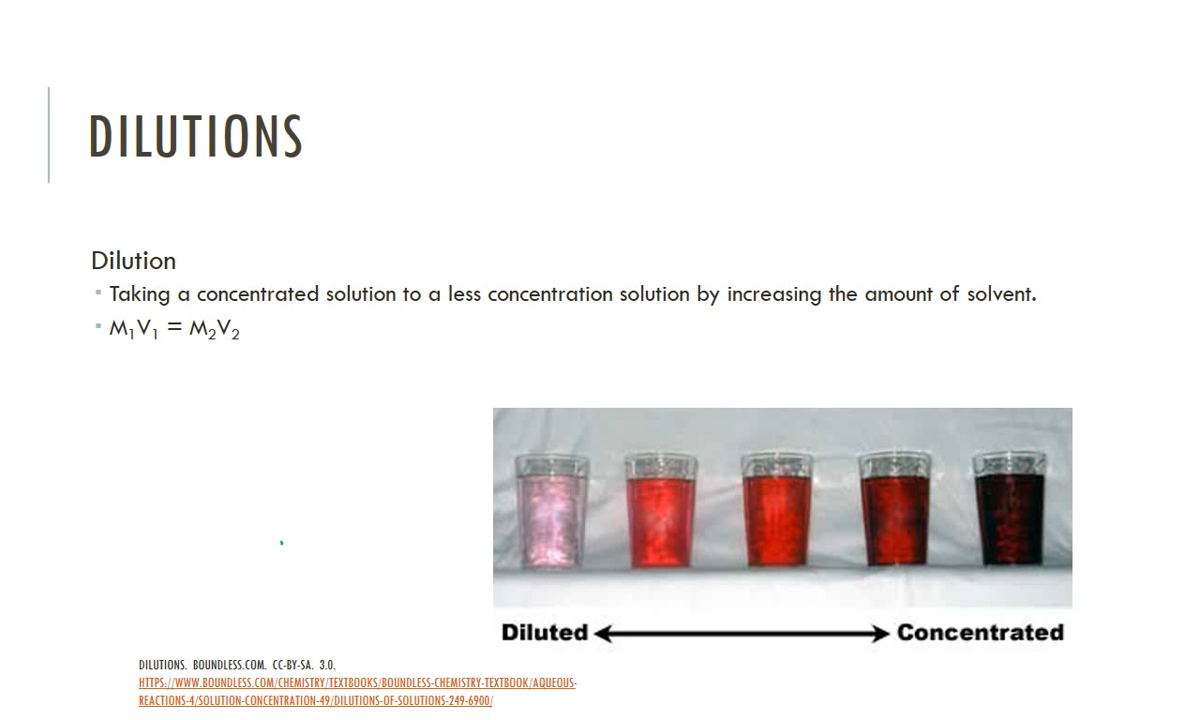 DILUTIONS
Dilution
▪ Taking a concentrated solution to a less concentration solution by increasing the amount of solvent.
▪ M₁V₁ = M₂V₂
Diluted Concentrated
DILUTIONS. BOUNDLESS.COM. CC-BY-SA. 3.0.
HTTPS://WWW.BOUNDLESS.COM/CHEMISTRY/TEXTBOOKS/BOUNDLESS-CHEMISTRY-TEXTBOOK/AQUEOUS-
REACTIONS-4/SOLUTION-CONCENTRATION-49/DILUTIONS-OF-SOLUTIONS-249-6900/